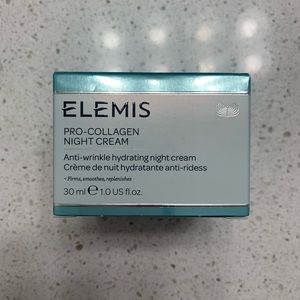 ELEMIS
PRO-COLLAGEN
NIGHT CREAM
Anti-wrinkle hydrating night cream
Crème de nuit hydratante anti-ridess
• Firms, smoothes, replenishes
30 ml ℮ 1.0 US fl.oz.